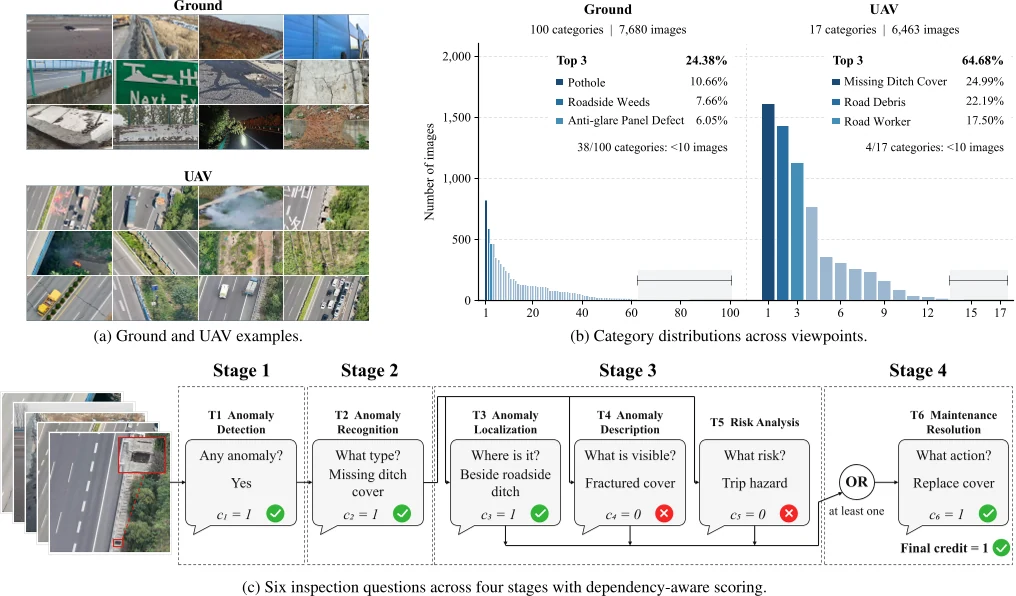 Ground
Next Ex
UAV
(a) Ground and UAV examples.
Ground
100 categories | 7,680 images
UAV
17 categories | 6,463 images
Number of images
2,000
1,500
1,000
500
0
Top 3 24.38%
Pothole 10.66%
Roadside Weeds 7.66%
Anti-glare Panel Defect 6.05%
38/100 categories: <10 images
Top 3 64.68%
Missing Ditch Cover 24.99%
Road Debris 22.19%
Road Worker 17.50%
4/17 categories: <10 images
1 20 40 60 80 100
1 3 6 9 12 15 17
(b) Category distributions across viewpoints.
Stage 1
Stage 2
Stage 3
Stage 4
T1 Anomaly
Detection
Any anomaly?
Yes
c₁ = 1
T2 Anomaly
Recognition
What type?
Missing ditch
cover
c₂ = 1
T3 Anomaly
Localization
Where is it?
Beside roadside
ditch
c₃ = 1
T4 Anomaly
Description
What is visible?
Fractured cover
c₄ = 0
T5 Risk Analysis
What risk?
Trip hazard
c₅ = 0
OR
at least one
T6 Maintenance
Resolution
What action?
Replace cover
c₆ = 1
Final credit = 1
(c) Six inspection questions across four stages with dependency-aware scoring.